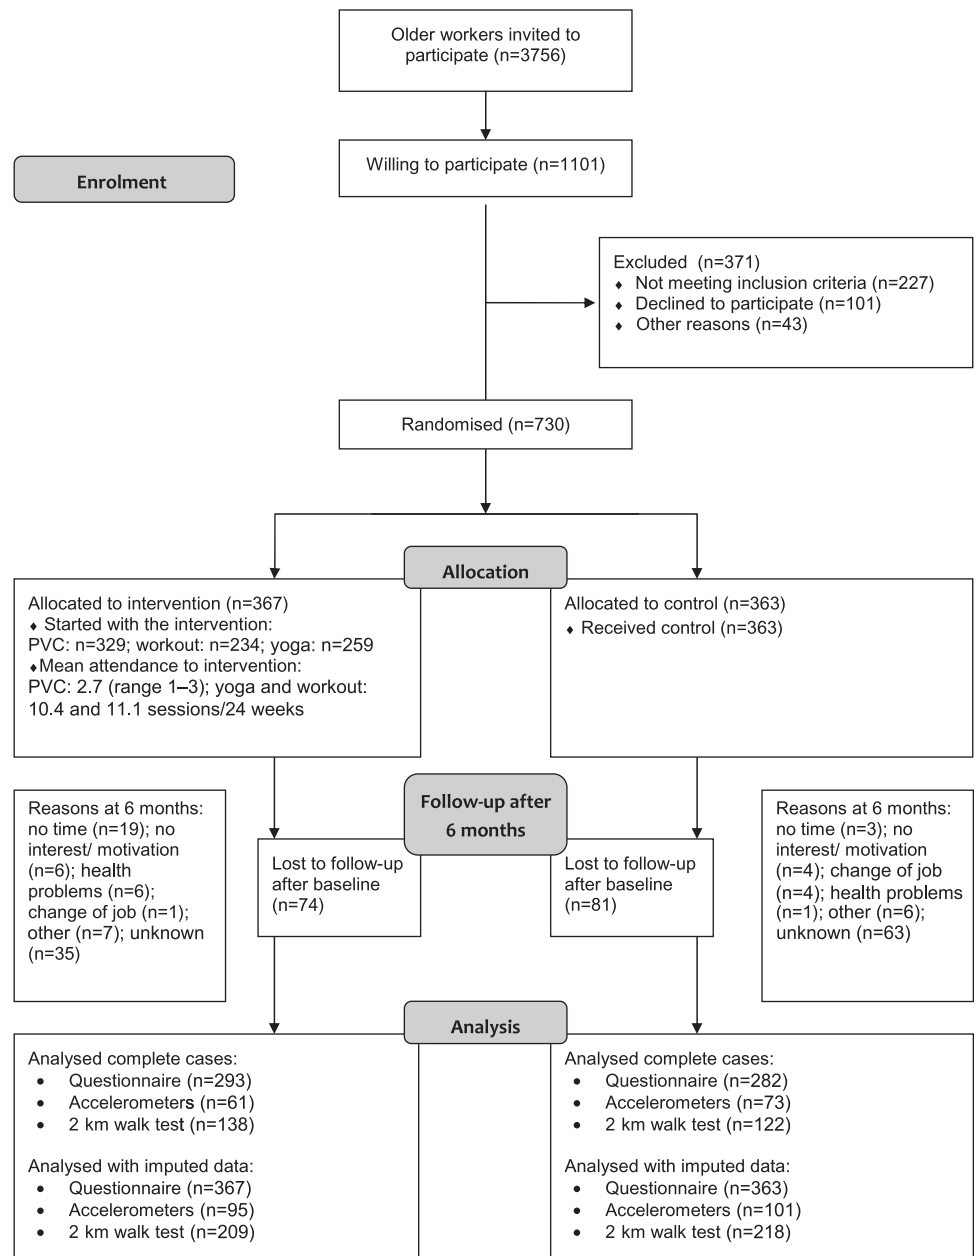 Older workers invited to
participate (n=3756)
Willing to participate (n=1101)
Enrolment
Excluded (n=371)
♦ Not meeting inclusion criteria (n=227)
♦ Declined to participate (n=101)
♦ Other reasons (n=43)
Randomised (n=730)
Allocation
Allocated to intervention (n=367)
♦ Started with the intervention:
PVC: n=329; workout: n=234; yoga: n=259
♦Mean attendance to intervention:
PVC: 2.7 (range 1–3); yoga and workout:
10.4 and 11.1 sessions/24 weeks
Allocated to control (n=363)
♦ Received control (n=363)
Follow-up after
6 months
Reasons at 6 months:
no time (n=19); no
interest/ motivation
(n=6); health
problems (n=6);
change of job (n=1);
other (n=7); unknown
(n=35)
Lost to follow-up
after baseline
(n=74)
Lost to follow-up
after baseline
(n=81)
Reasons at 6 months:
no time (n=3); no
interest/ motivation
(n=4); change of job
(n=4); health problems
(n=1); other (n=6);
unknown (n=63)
Analysis
Analysed complete cases:
• Questionnaire (n=293)
• Accelerometers (n=61)
• 2 km walk test (n=138)
Analysed with imputed data:
• Questionnaire (n=367)
• Accelerometers (n=95)
• 2 km walk test (n=209)
Analysed complete cases:
• Questionnaire (n=282)
• Accelerometers (n=73)
• 2 km walk test (n=122)
Analysed with imputed data:
• Questionnaire (n=363)
• Accelerometers (n=101)
• 2 km walk test (n=218)